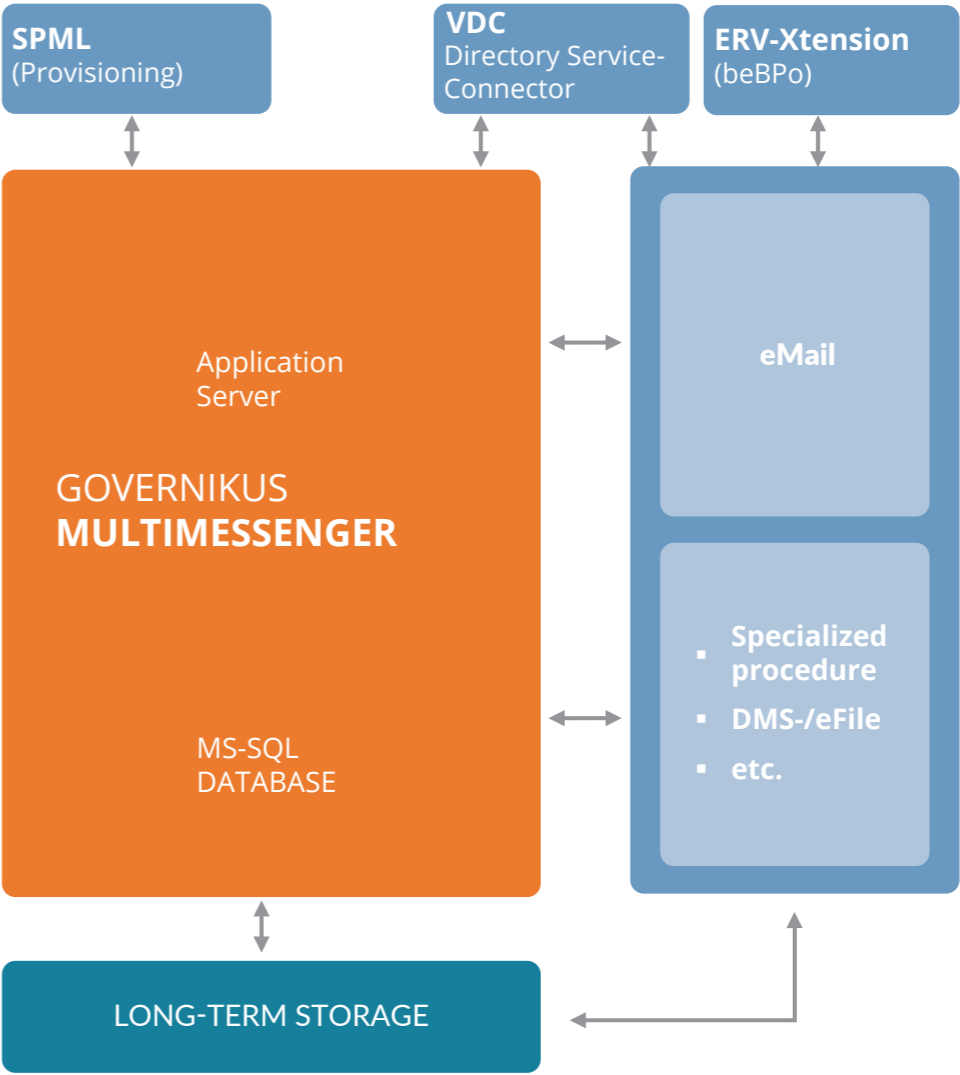 SPML
(Provisioning)
VDC
Directory Service-
Connector
ERV-Xtension
(beBPo)
Application
Server
GOVERNIKUS
MULTIMESSENGER
MS-SQL
DATABASE
eMail
▪ Specialized
procedure
▪ DMS-/eFile
▪ etc.
LONG-TERM STORAGE